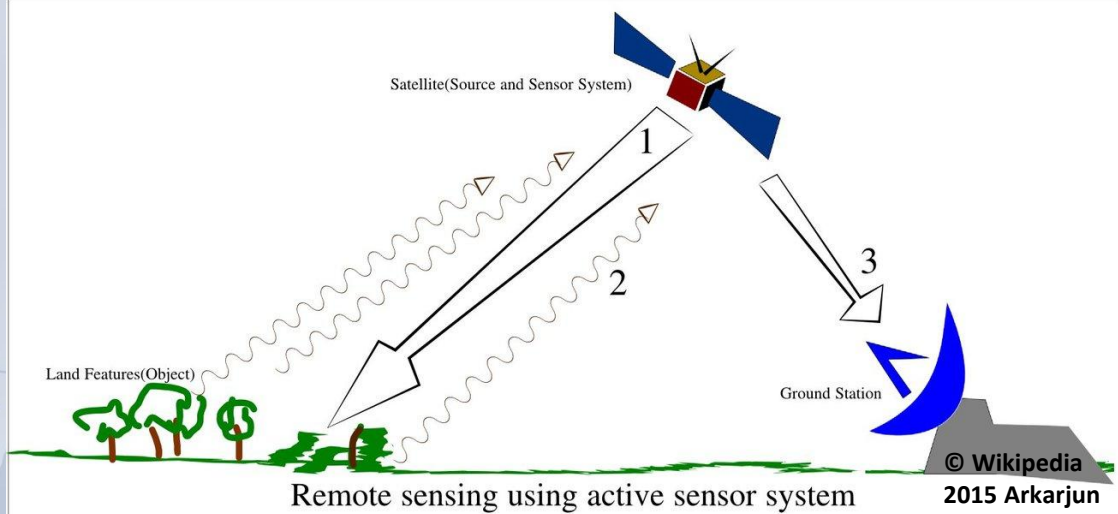 Satellite(Source and Sensor System)
1
2
3
Land Features(Object)
Ground Station
© Wikipedia
2015 Arkarjun
Remote sensing using active sensor system